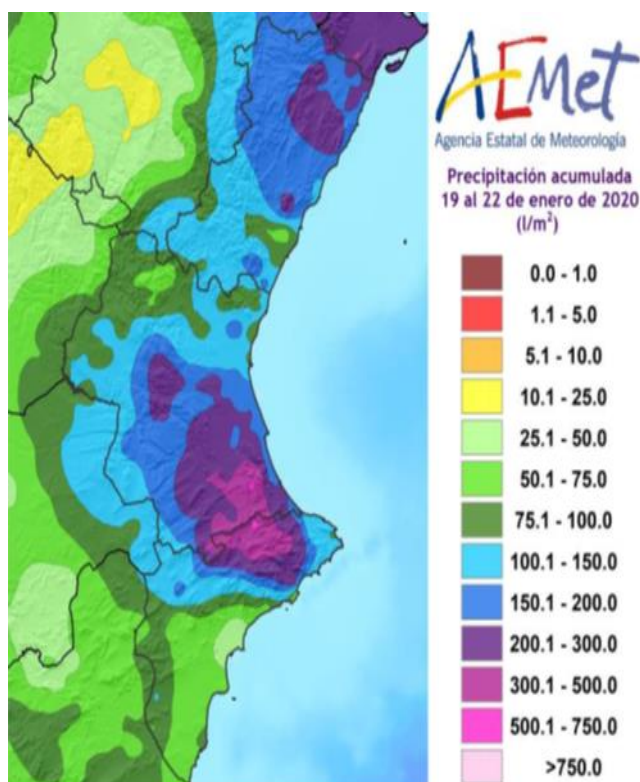 AEMet
Agencia Estatal de Meteorología
Precipitación acumulada
19 al 22 de enero de 2020
(l/m²)
0.0 - 1.0
1.1 - 5.0
5.1 - 10.0
10.1 - 25.0
25.1 - 50.0
50.1 - 75.0
75.1 - 100.0
100.1 - 150.0
150.1 - 200.0
200.1 - 300.0
300.1 - 500.0
500.1 - 750.0
>750.0